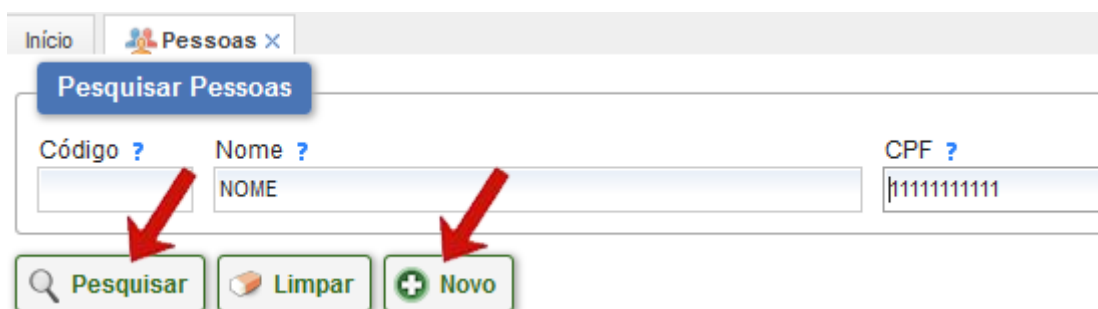 Início Pessoas ×
Pesquisar Pessoas
Código ? Nome ? CPF ?
NOME 11111111111
Pesquisar Limpar Novo